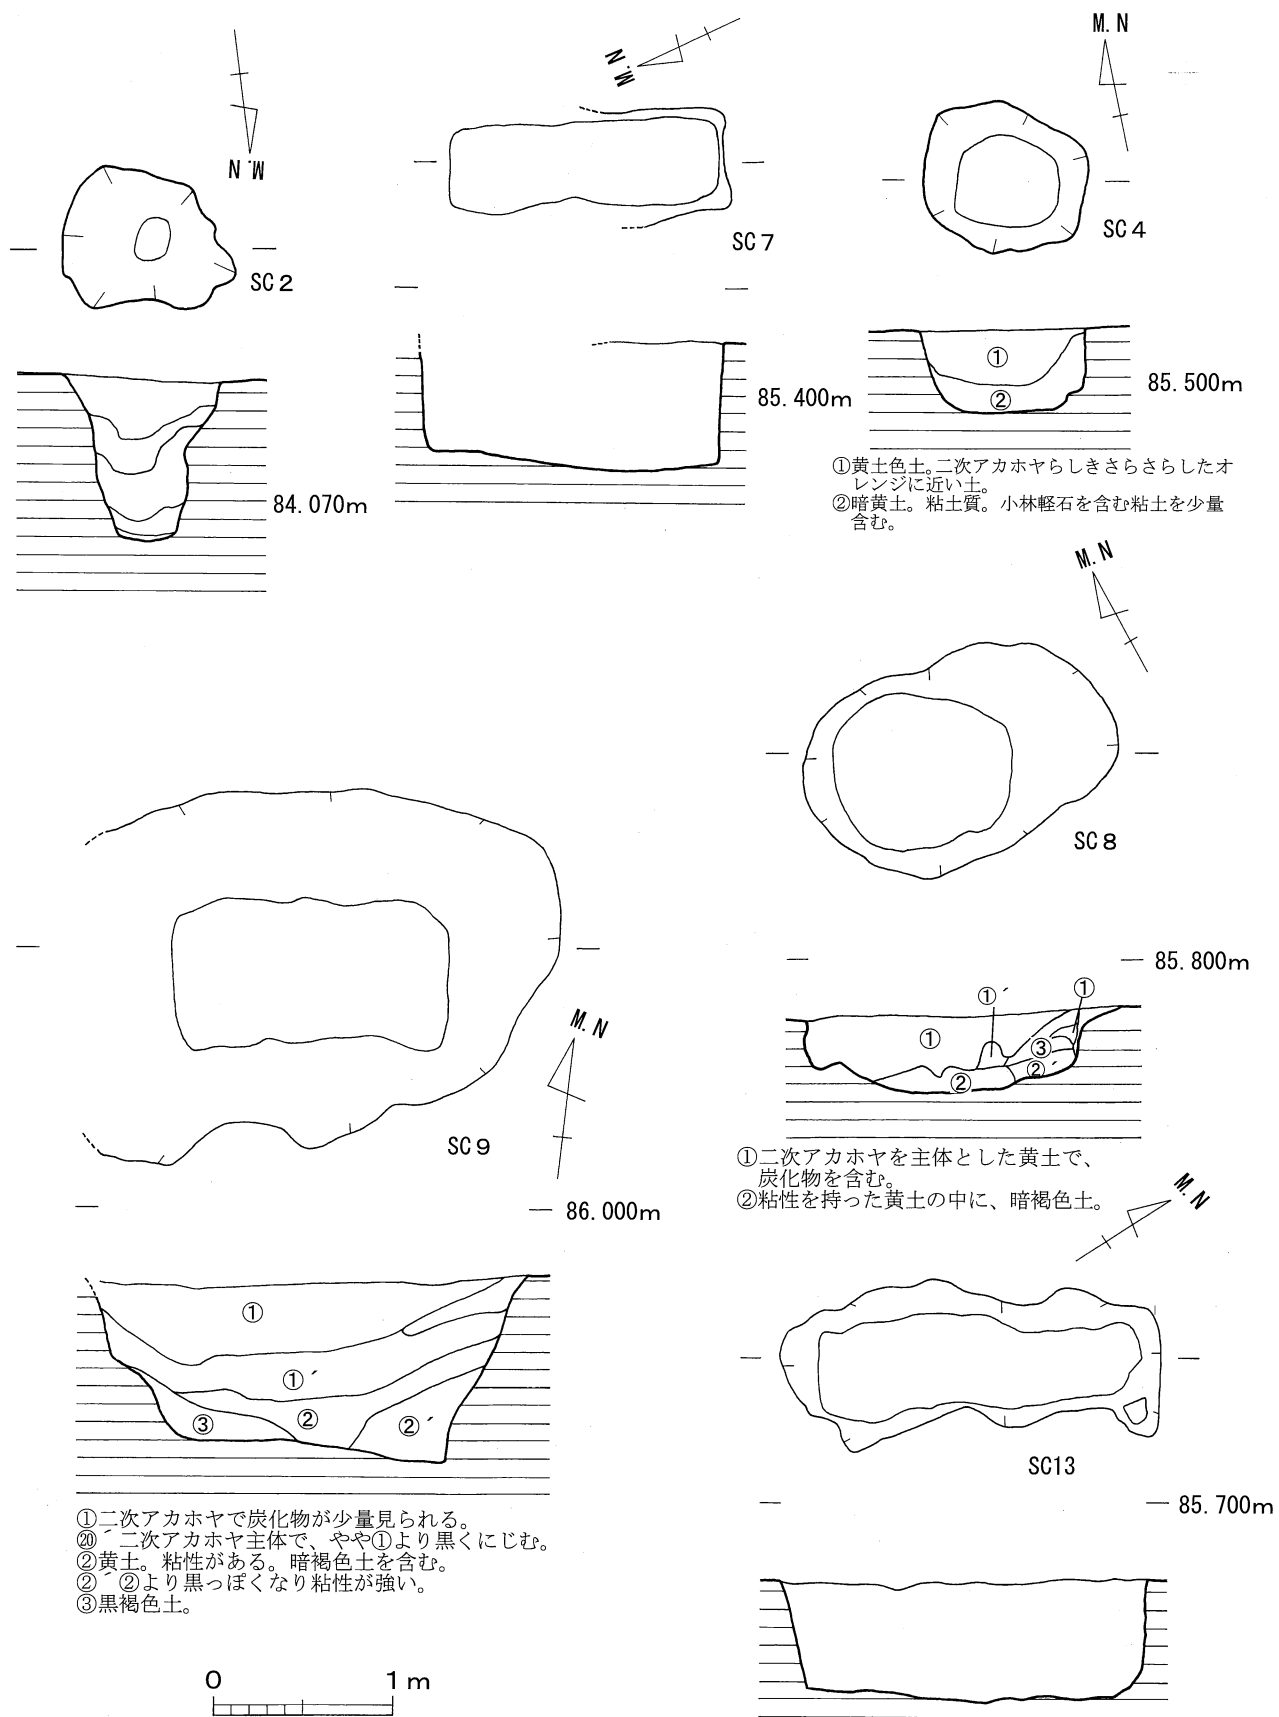 M.N
SC2
84.070m
M.N
SC7
85.400m
M.N
SC4
①
②
85.500m
①黄土色土。二次アカホヤらしきさらさらしたオ
レンジに近い土。
②暗黄土。粘土質。小林軽石を含む粘土を少量
含む。
M.N
SC8
85.800m
①´
①
①
③
②
②´
①二次アカホヤを主体とした黄土で、
炭化物を含む。
②粘性を持った黄土の中に、暗褐色土。
M.N
SC9
86.000m
①
①´
③
②
②´
①二次アカホヤで炭化物が少量見られる。
⑳´二次アカホヤ主体で、やや①より黒くにじむ。
②黄土。粘性がある。暗褐色土を含む。
②´②より黒っぽくなり粘性が強い。
③黒褐色土。
M.N
SC13
85.700m
0 1m